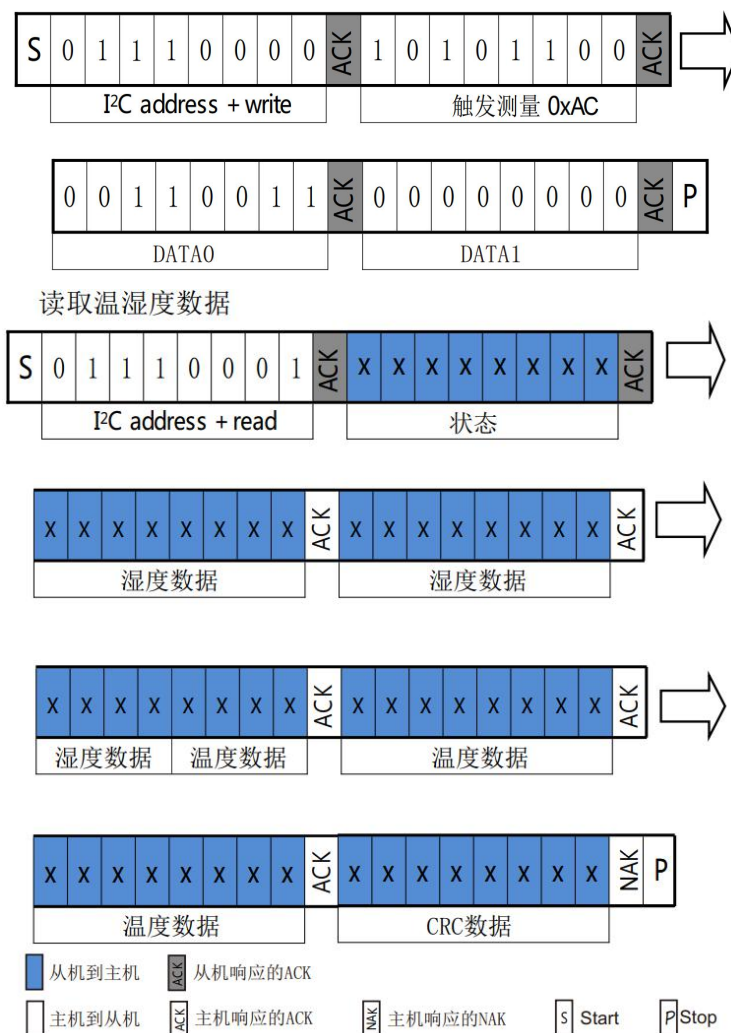 S 0 1 1 1 0 0 0 0 ACK 1 0 1 0 1 1 0 0 ACK
I²C address + write 触发测量 0xAC
0 0 1 1 0 0 1 1 ACK 0 0 0 0 0 0 0 0 ACK P
DATA0 DATA1
读取温湿度数据
S 0 1 1 1 0 0 0 1 ACK X X X X X X X X ACK
I²C address + read 状态
X X X X X X X X ACK X X X X X X X X ACK
湿度数据 湿度数据
X X X X X X X X ACK X X X X X X X X ACK
湿度数据 温度数据 温度数据
X X X X X X X X ACK X X X X X X X X NAK P
温度数据 CRC数据
从机到主机 ACK 从机响应的ACK
主机到从机 ACK 主机响应的ACK NAK 主机响应的NAK S Start P Stop